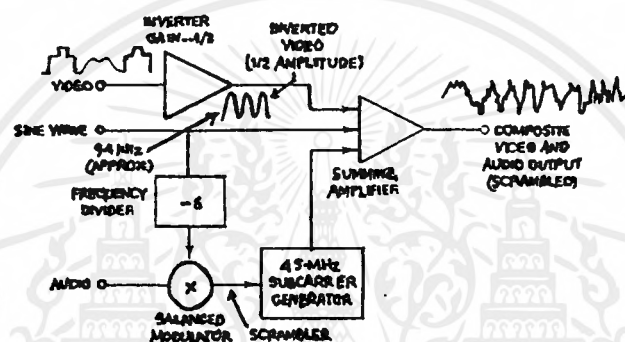 INVERTER
GAIN--1/2
INVERTED
VIDEO
(1/2 AMPLITUDE)
VIDEO
SINE WAVE
94 kHz
(APPROX)
FREQUENCY
DIVIDER
-6
AUDIO
X
BALANCED
MODULATOR
SCRAMBLER
4 5-MHz
SUBCARRIER
GENERATOR
SUMMING
AMPLIFIER
COMPOSITE
VIDEO AND
AUDIO OUTPUT
(SCRAMBLED)